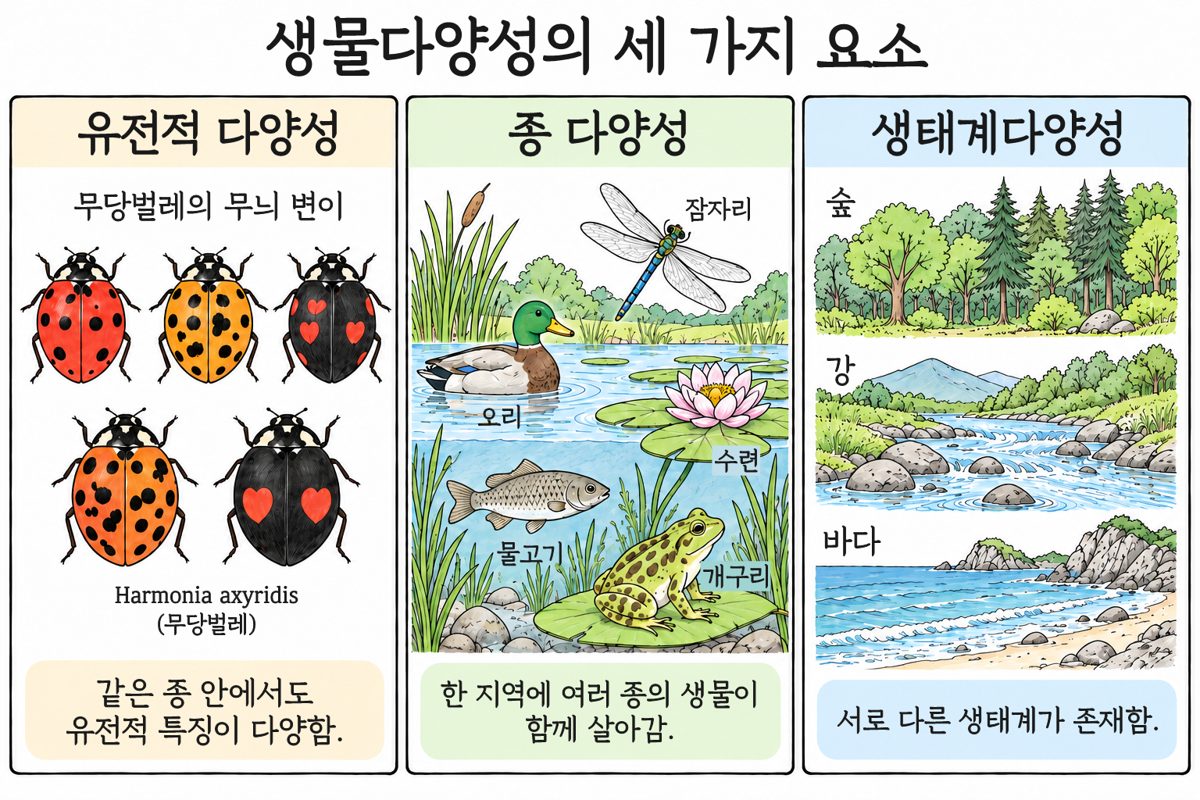 생물다양성의 세 가지 요소
유전적 다양성
무당벌레의 무늬 변이
Harmonia axyridis
(무당벌레)
같은 종 안에서도
유전적 특징이 다양함.
종 다양성
잠자리
오리
수련
물고기
개구리
한 지역에 여러 종의 생물이
함께 살아감.
생태계다양성
숲
강
바다
서로 다른 생태계가 존재함.